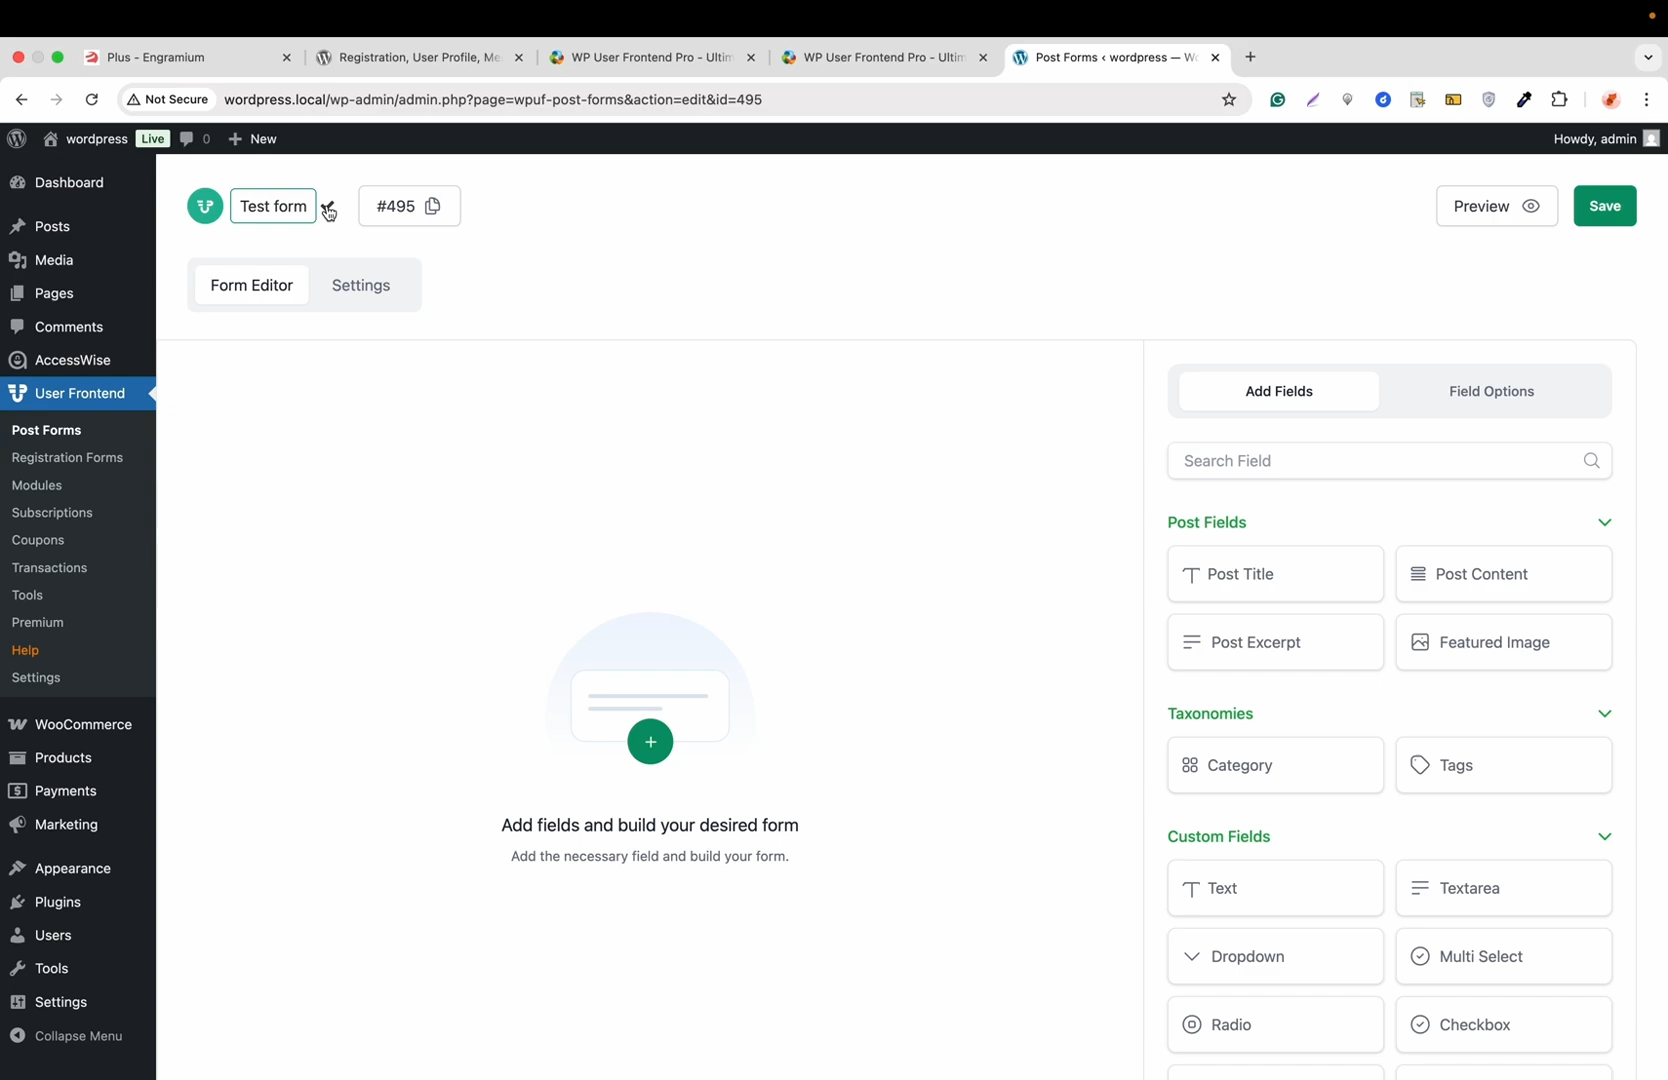 Plus - Engramium
Registration, User Profile, Me
WP User Frontend Pro - Ultim
WP User Frontend Pro - Ultim
Post Forms ‹ wordpress — Wo
Not Secure
wordpress.local/wp-admin/admin.php?page=wpuf-post-forms&action=edit&id=495
wordpress
Live
0
New
Howdy, admin
Dashboard
Posts
Media
Pages
Comments
AccessWise
User Frontend
Post Forms
Registration Forms
Modules
Subscriptions
Coupons
Transactions
Tools
Premium
Help
Settings
WooCommerce
Products
Payments
Marketing
Appearance
Plugins
Users
Tools
Settings
Collapse Menu
Test form
#495
Preview
Save
Form Editor
Settings
Add fields and build your desired form
Add the necessary field and build your form.
Add Fields
Field Options
Search Field
Post Fields
Post Title
Post Content
Post Excerpt
Featured Image
Taxonomies
Category
Tags
Custom Fields
Text
Textarea
Dropdown
Multi Select
Radio
Checkbox